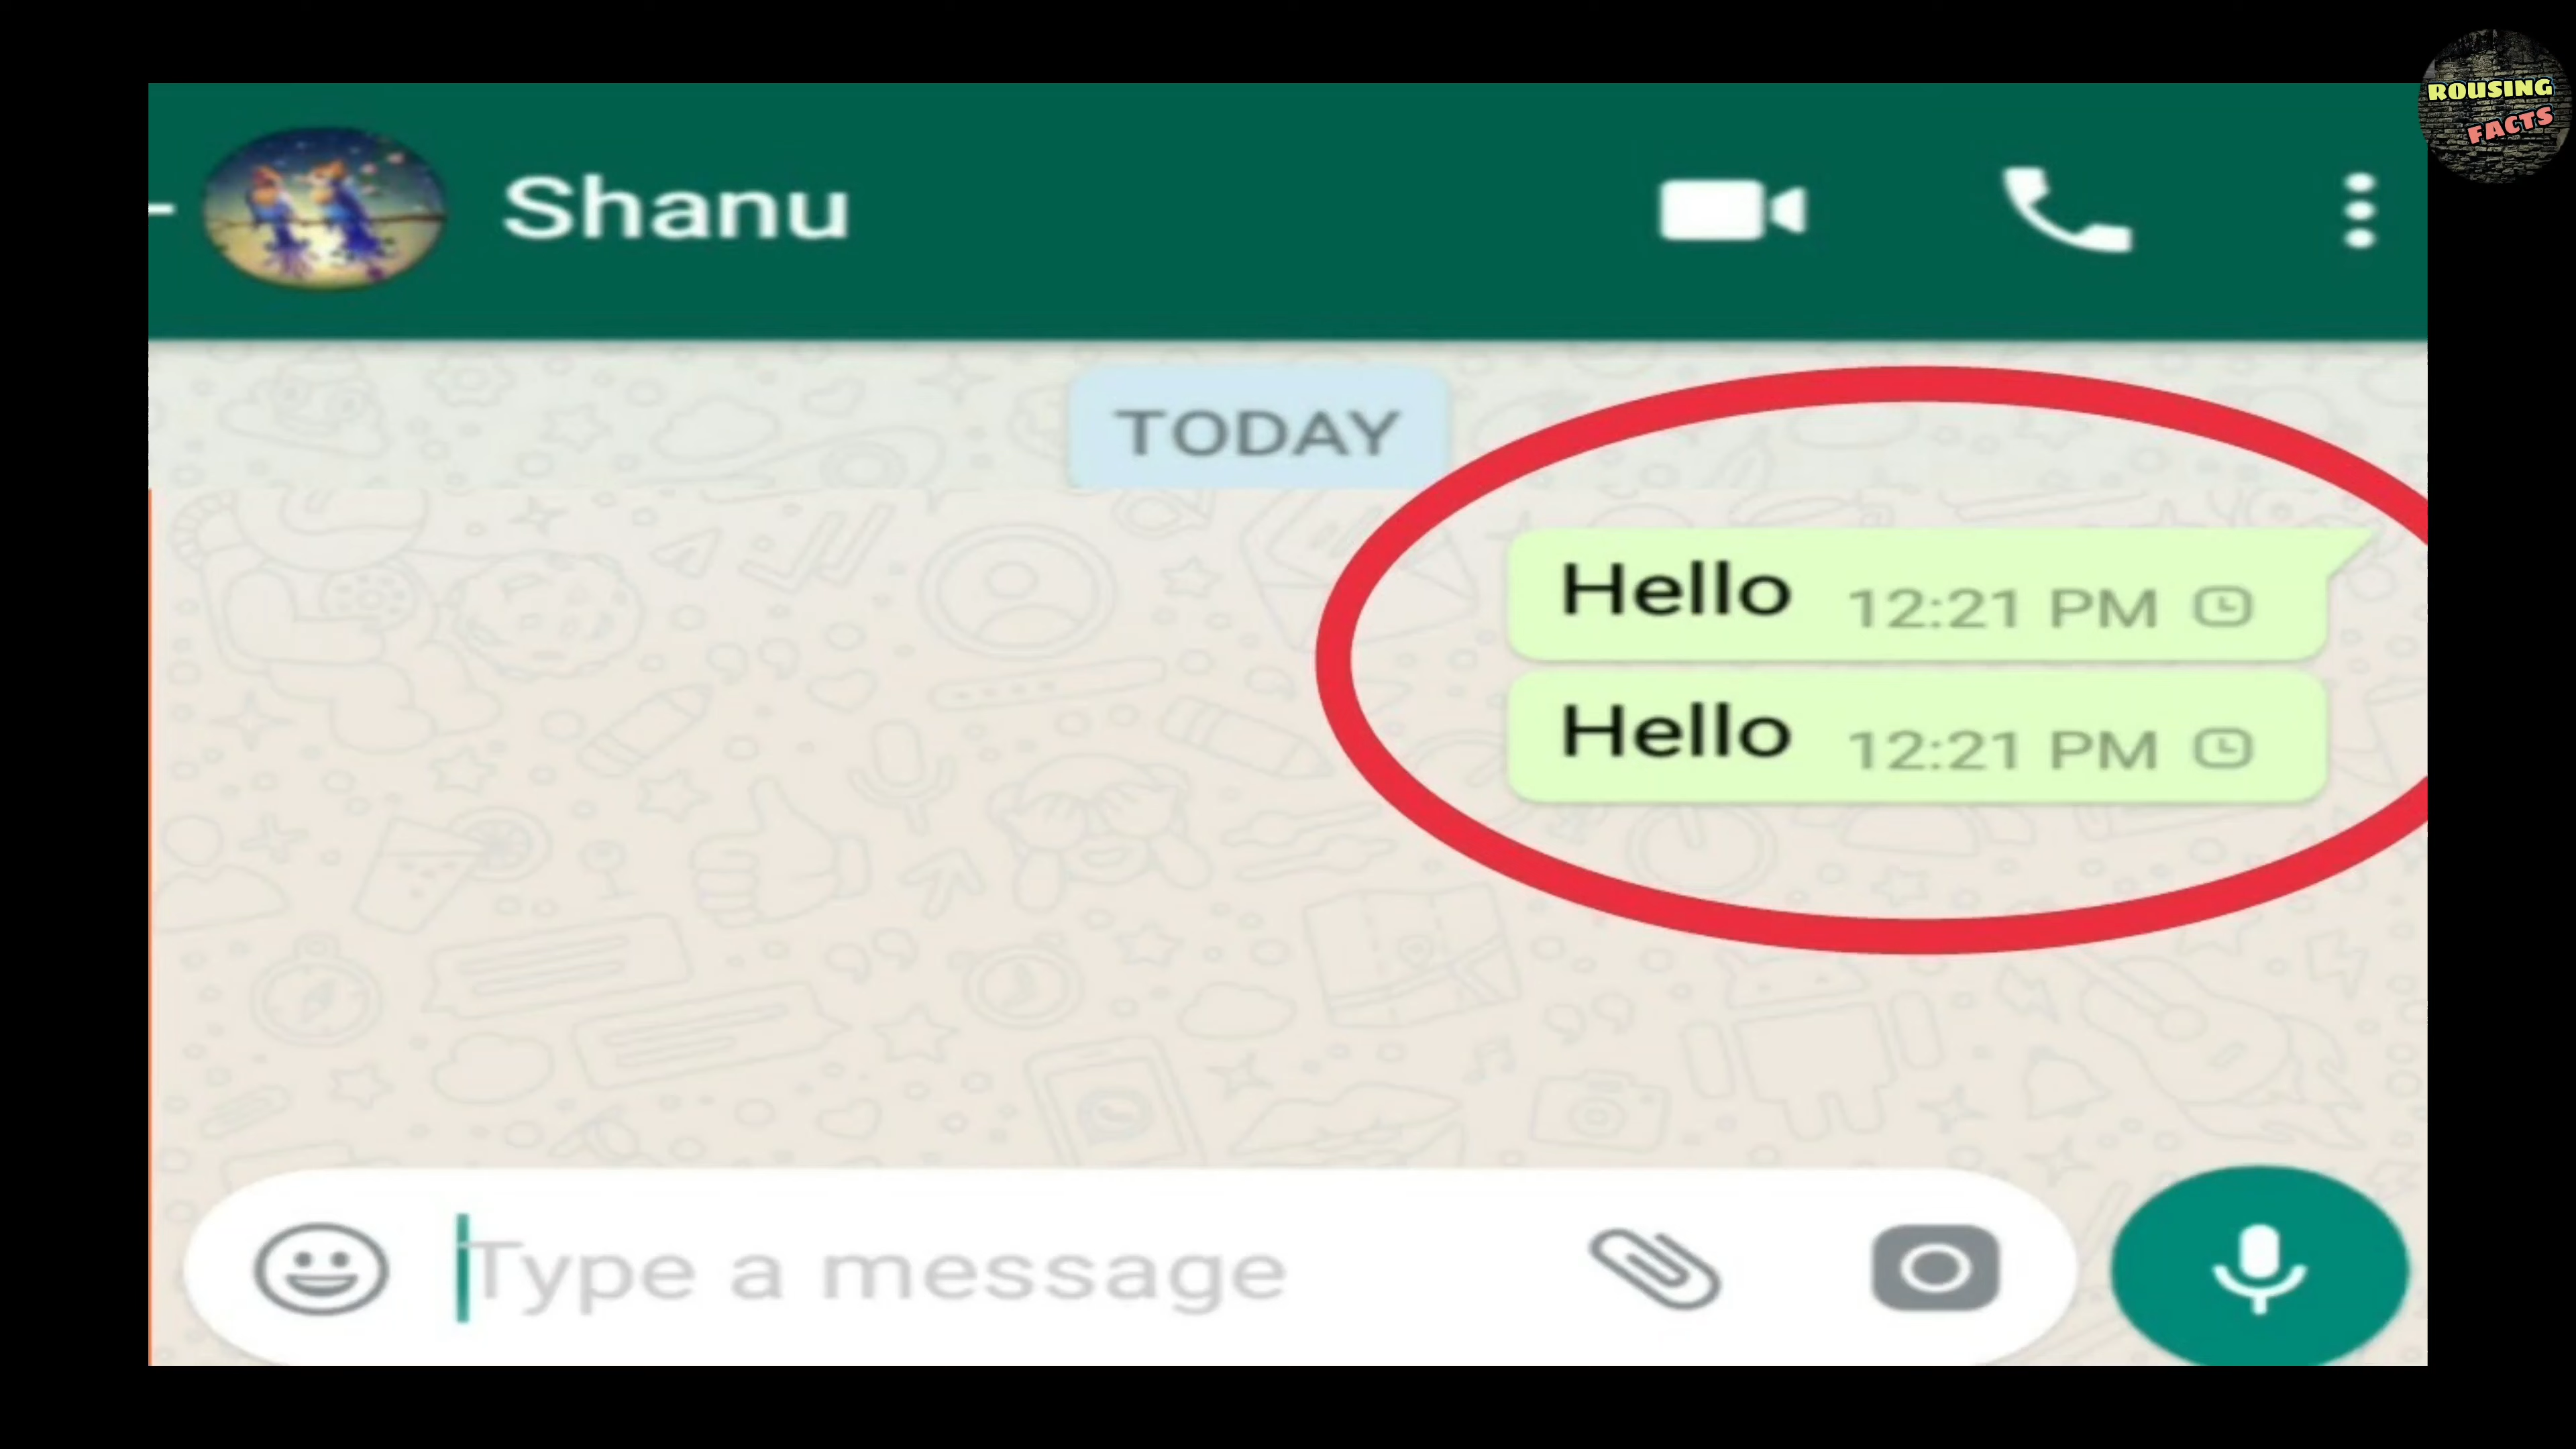 ROUSING
FACTS
Shanu
TODAY
Hello 12:21 PM
Hello 12:21 PM
Type a message